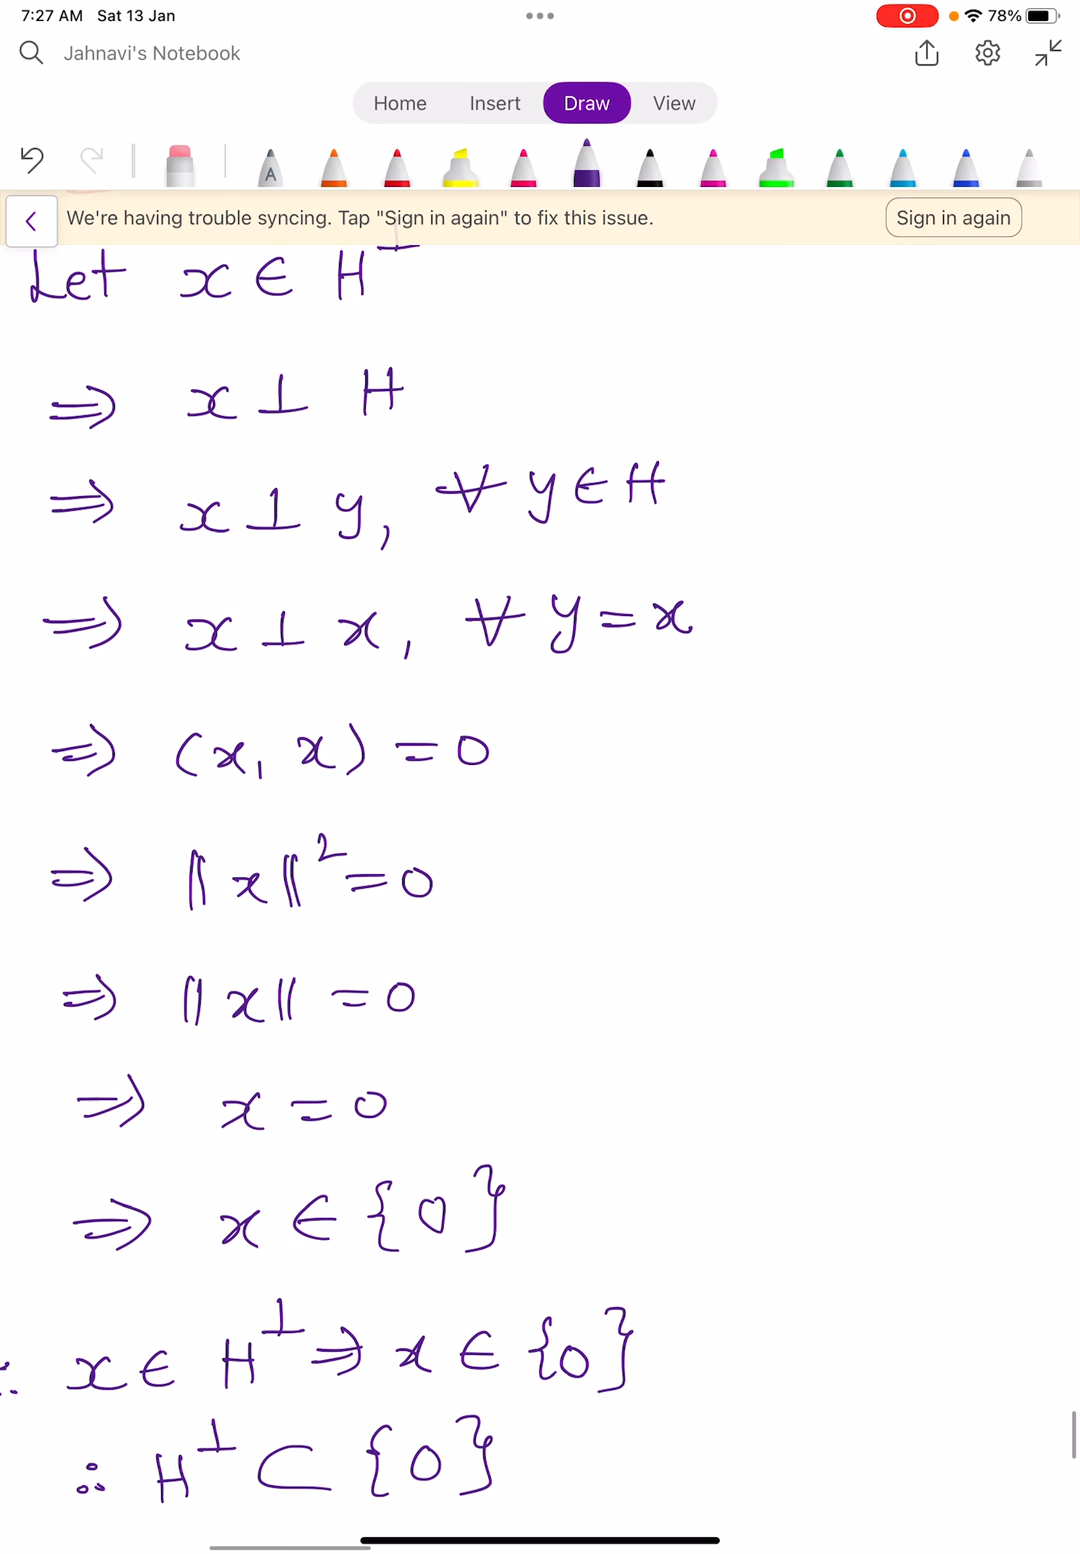 7:27 AM Sat 13 Jan
78%
Jahnavi's Notebook
Home Insert Draw View
A
We're having trouble syncing. Tap "Sign in again" to fix this issue. Sign in again
Let x ∈ H⊥
⇒ x ⊥ H
⇒ x ⊥ y, ∀ y ∈ H
⇒ x ⊥ x, ∀ y = x
⇒ (x, x) = 0
⇒ ||x||² = 0
⇒ ||x|| = 0
⇒ x = 0
⇒ x ∈ {0}
∴ x ∈ H⊥ ⇒ x ∈ {0}
∴ H⊥ ⊂ {0}